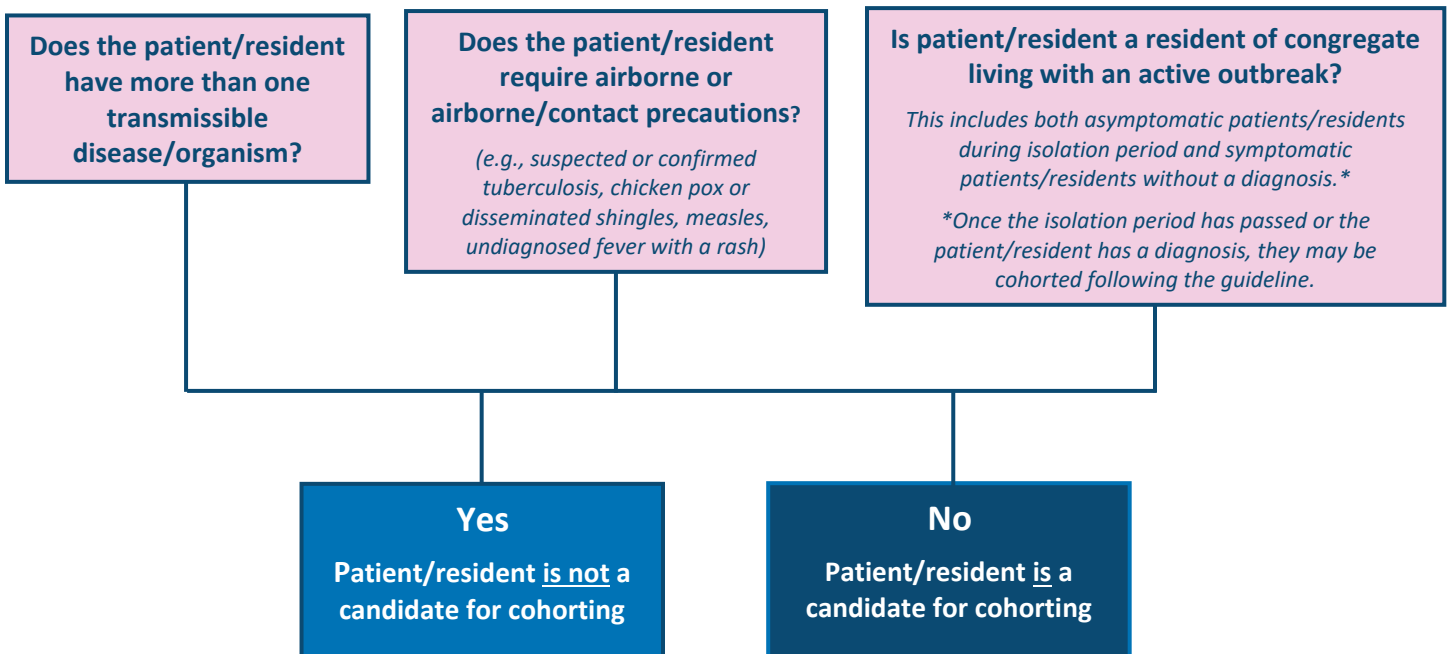 Does the patient/resident
have more than one
transmissible
disease/organism?
Does the patient/resident
require airborne or
airborne/contact precautions?
(e.g., suspected or confirmed
tuberculosis, chicken pox or
disseminated shingles, measles,
undiagnosed fever with a rash)
Is patient/resident a resident of congregate
living with an active outbreak?
This includes both asymptomatic patients/residents
during isolation period and symptomatic
patients/residents without a diagnosis.*
*Once the isolation period has passed or the
patient/resident has a diagnosis, they may be
cohorted following the guideline.
Yes
Patient/resident is not a
candidate for cohorting
No
Patient/resident is a
candidate for cohorting